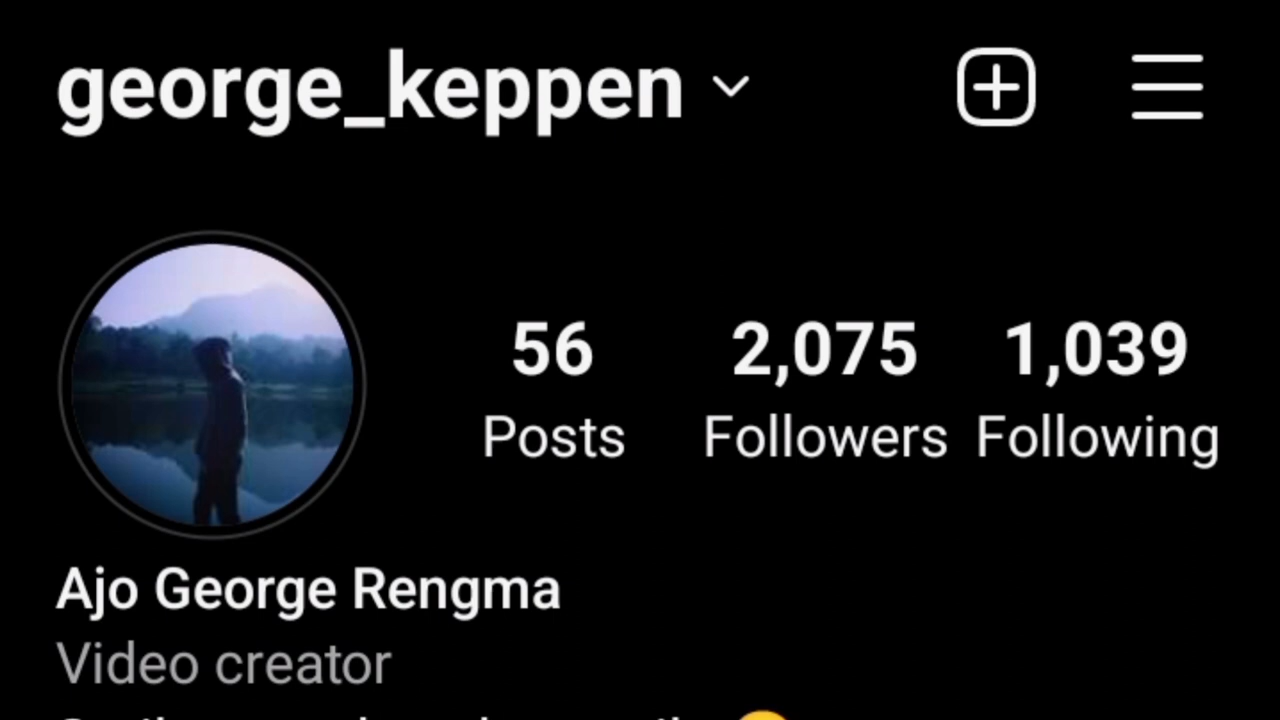 george_keppen
56 2,075 1,039
Posts Followers Following
Ajo George Rengma
Video creator